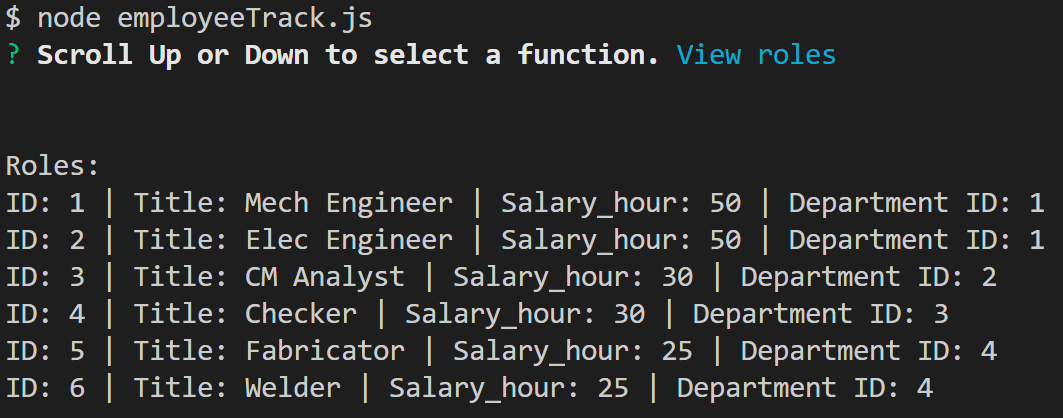 $ node employeeTrack.js
? Scroll Up or Down to select a function. View roles
Roles:
ID: 1 | Title: Mech Engineer | Salary_hour: 50 | Department ID: 1
ID: 2 | Title: Elec Engineer | Salary_hour: 50 | Department ID: 1
ID: 3 | Title: CM Analyst | Salary_hour: 30 | Department ID: 2
ID: 4 | Title: Checker | Salary_hour: 30 | Department ID: 3
ID: 5 | Title: Fabricator | Salary_hour: 25 | Department ID: 4
ID: 6 | Title: Welder | Salary_hour: 25 | Department ID: 4